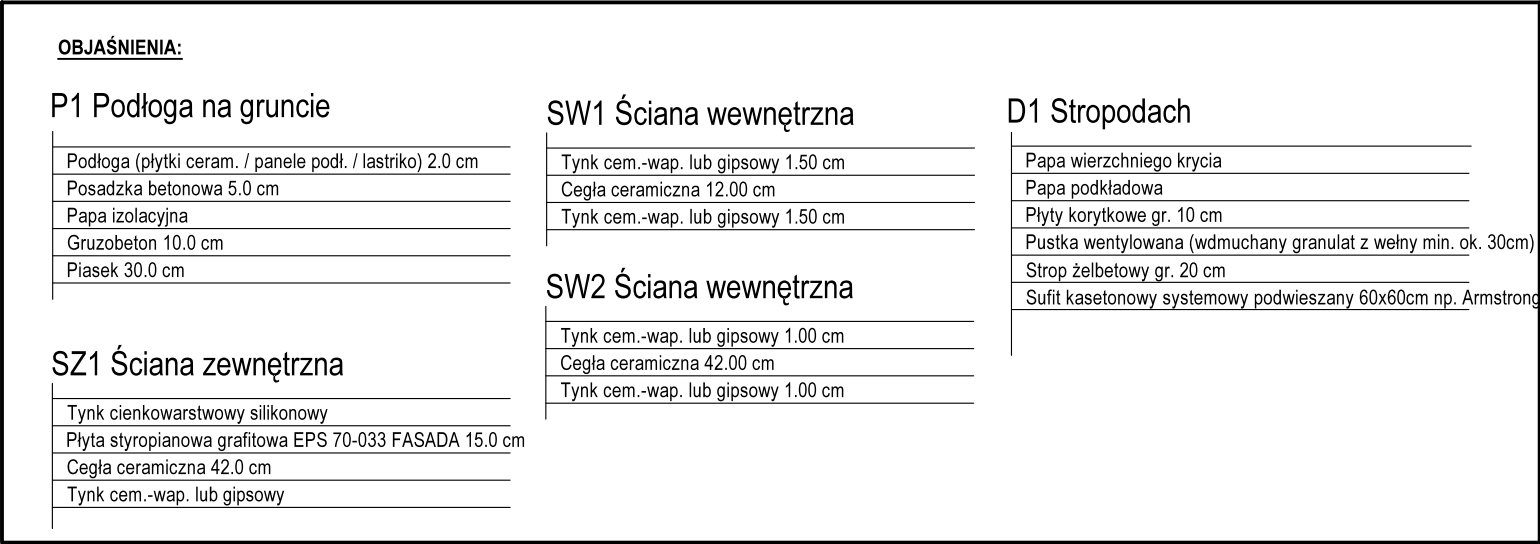 OBJAŚNIENIA:
P1 Podłoga na gruncie
Podłoga (płytki ceram. / panele podł. / lastriko) 2.0 cm
Posadzka betonowa 5.0 cm
Papa izolacyjna
Gruzobeton 10.0 cm
Piasek 30.0 cm
SZ1 Ściana zewnętrzna
Tynk cienkowarstwowy silikonowy
Płyta styropianowa grafitowa EPS 70-033 FASADA 15.0 cm
Cegła ceramiczna 42.0 cm
Tynk cem.-wap. lub gipsowy
SW1 Ściana wewnętrzna
Tynk cem.-wap. lub gipsowy 1.50 cm
Cegła ceramiczna 12.00 cm
Tynk cem.-wap. lub gipsowy 1.50 cm
SW2 Ściana wewnętrzna
Tynk cem.-wap. lub gipsowy 1.00 cm
Cegła ceramiczna 42.00 cm
Tynk cem.-wap. lub gipsowy 1.00 cm
D1 Stropodach
Papa wierzchniego krycia
Papa podkładowa
Płyty korytkowe gr. 10 cm
Pustka wentylowana (wdmuchany granulat z wełny min. ok. 30cm)
Strop żelbetowy gr. 20 cm
Sufit kasetonowy systemowy podwieszany 60x60cm np. Armstrong